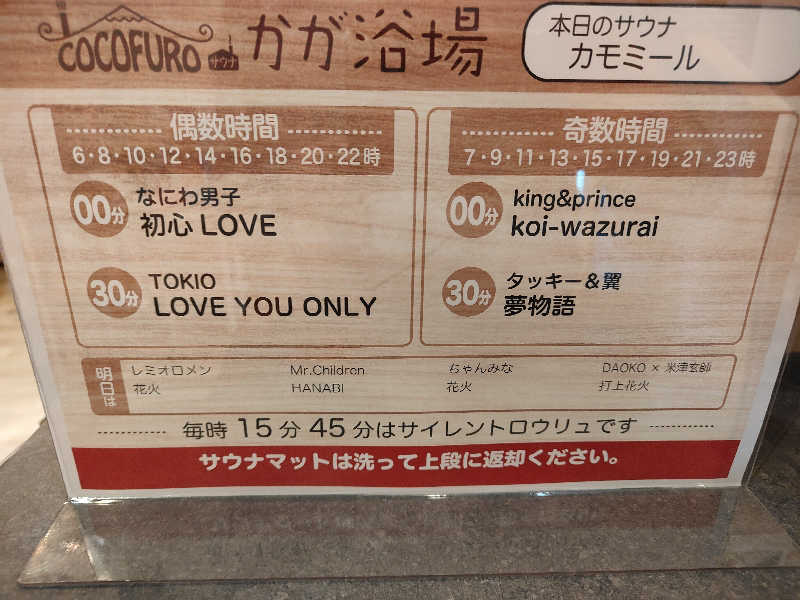 COCOFURO サウナ かが浴場
本日のサウナ
カモミール
偶数時間
6・8・10・12・14・16・18・20・22時
00分
なにわ男子
初心 LOVE
30分
TOKIO
LOVE YOU ONLY
奇数時間
7・9・11・13・15・17・19・21・23時
00分
king&prince
koi-wazurai
30分
タッキー&翼
夢物語
明日は
レミオロメン
花火
Mr.Children
HANABI
ちゃんみな
花火
DAOKO × 米津玄師
打上花火
毎時 15分 45分はサイレントロウリュです
サウナマットは洗って上段に返却ください。